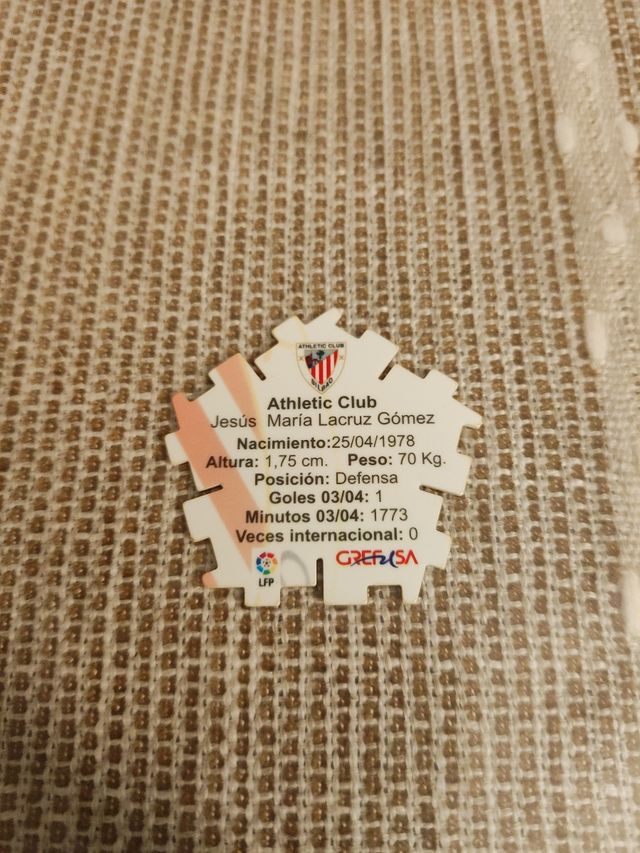 ATHLETIC CLUB
BILBAO
Athletic Club
Jesús María Lacruz Gómez
Nacimiento:25/04/1978
Altura: 1,75 cm. Peso: 70 Kg.
Posición: Defensa
Goles 03/04: 1
Minutos 03/04: 1773
Veces internacional: 0
LFP
GREFUSA